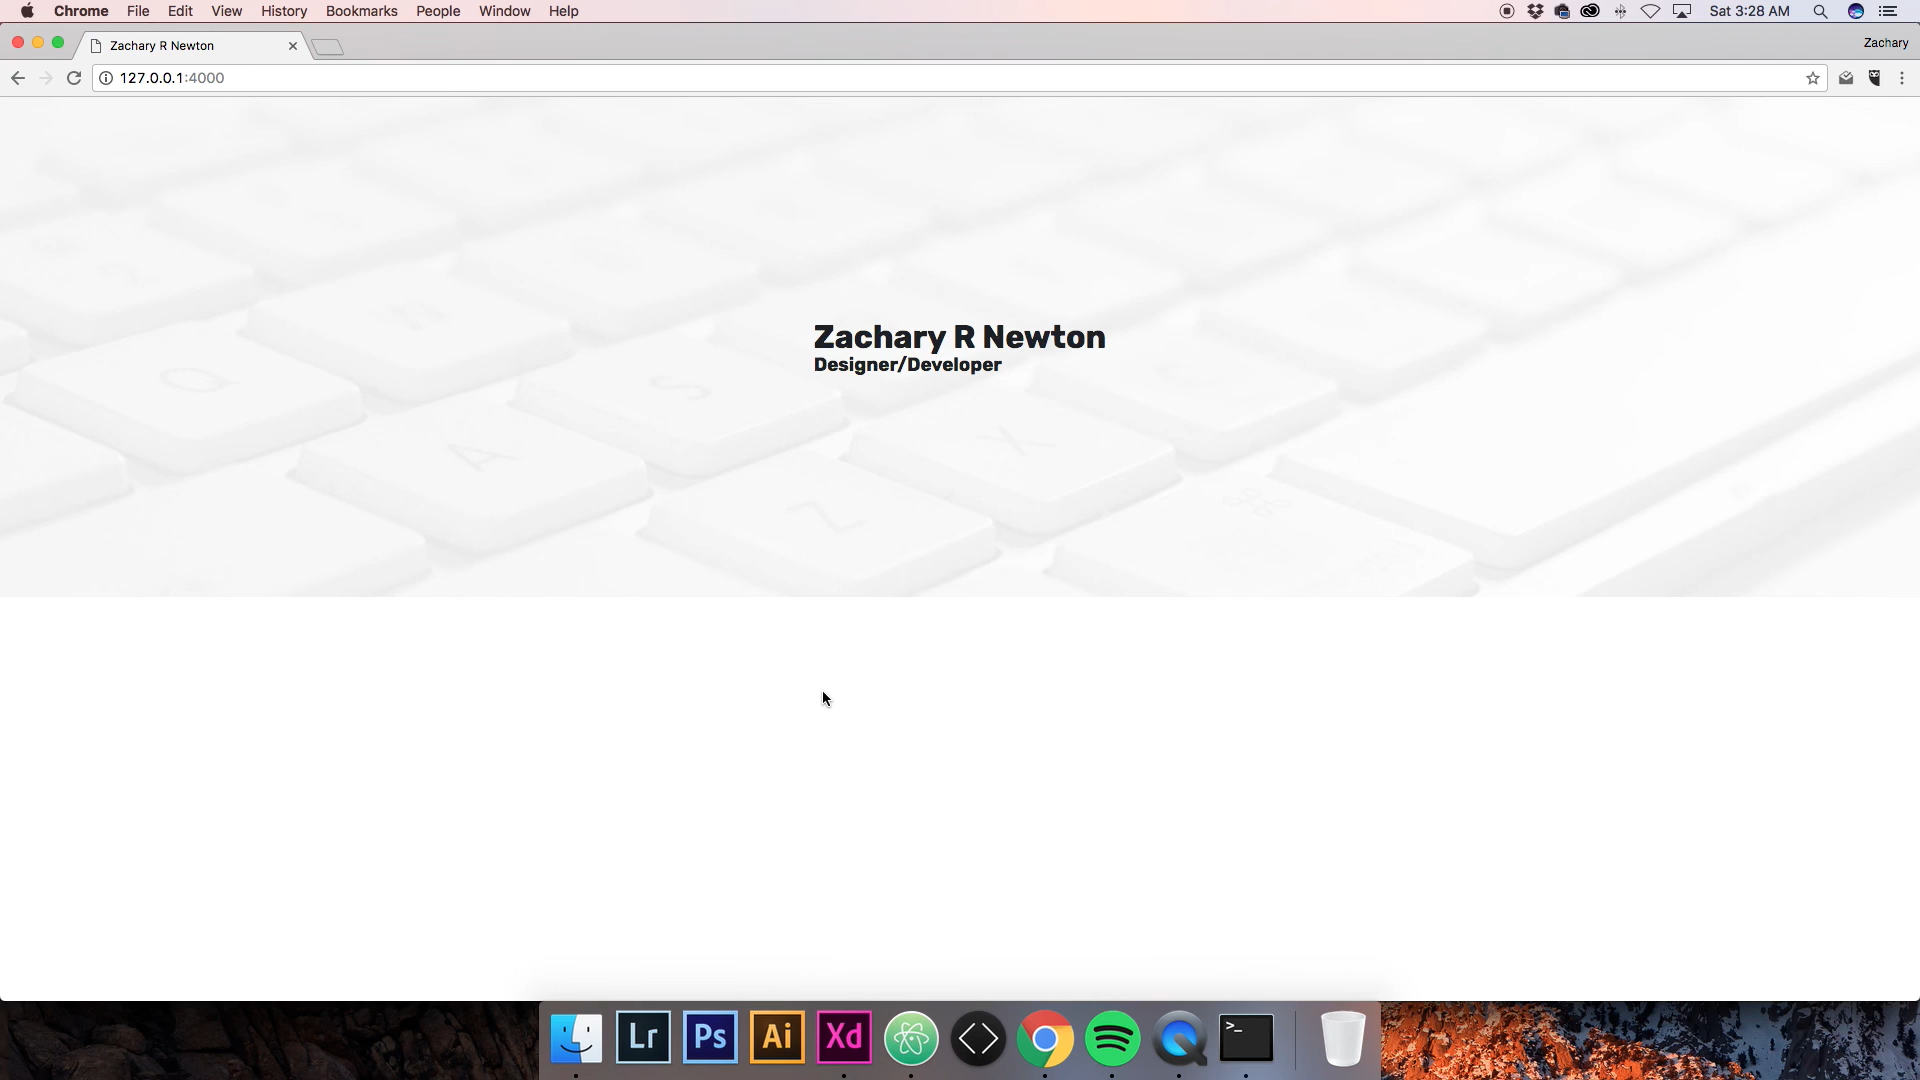 Chrome File Edit View History Bookmarks People Window Help Sat 3:28 AM
Zachary R Newton Zachary
127.0.0.1:4000
Zachary R Newton
Designer/Developer
Q A S Z X ⌘
Lr Ps Ai Xd >_